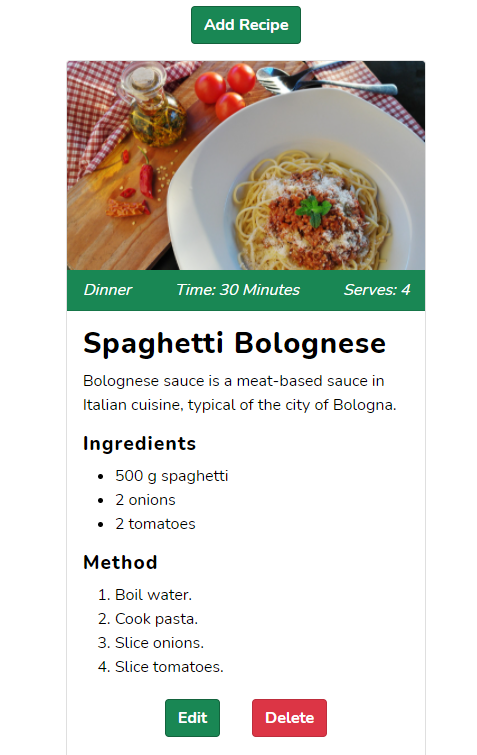 Add Recipe
Dinner Time: 30 Minutes Serves: 4
Spaghetti Bolognese
Bolognese sauce is a meat-based sauce in
Italian cuisine, typical of the city of Bologna.
Ingredients
• 500 g spaghetti
• 2 onions
• 2 tomatoes
Method
1. Boil water.
2. Cook pasta.
3. Slice onions.
4. Slice tomatoes.
Edit Delete